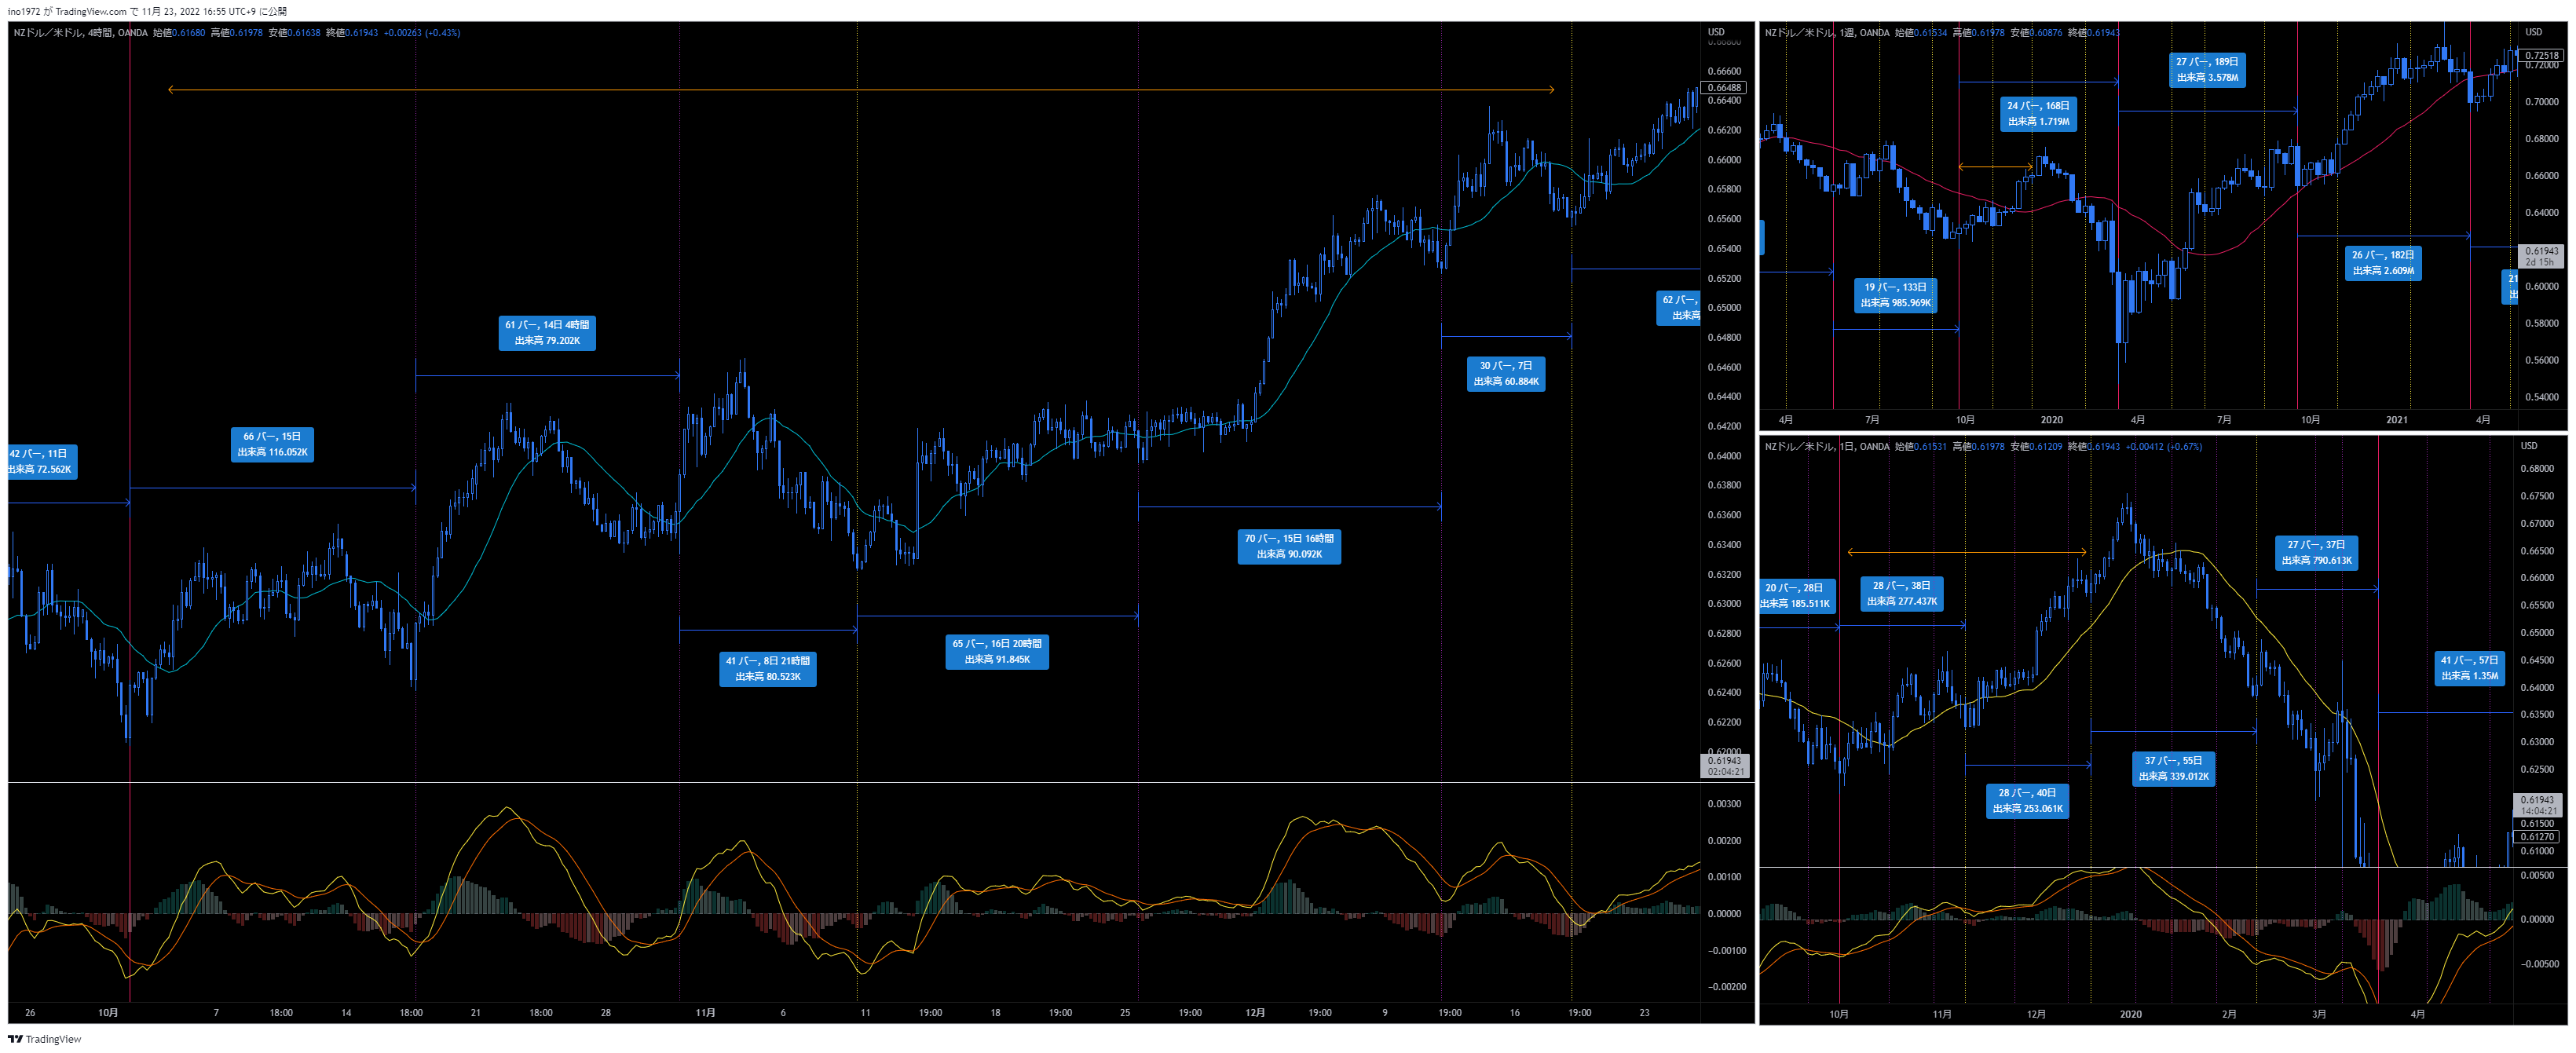 ino1972 が TradingView.com で 11月 23, 2022 16:55 UTC+9 に公開
NZドル／米ドル, 4時間, OANDA 始値0.61680 高値0.61978 安値0.61638 終値0.61943 +0.00263 (+0.43%)
USD
0.66600
0.66488
0.66400
0.66200
0.66000
0.65800
0.65600
0.65400
0.65200
0.65000
0.64800
0.64600
0.64400
0.64200
0.64000
0.63800
0.63600
0.63400
0.63200
0.63000
0.62800
0.62600
0.62400
0.62200
0.62000
0.61943
02:04:21
42 バー, 11日
出来高 72.562K
66 バー, 15日
出来高 116.052K
61 バー, 14日 4時間
出来高 79.202K
41 バー, 8日 21時間
出来高 80.523K
65 バー, 16日 20時間
出来高 91.845K
70 バー, 15日 16時間
出来高 90.092K
30 バー, 7日
出来高 60.884K
62 バー,
出来高
0.00300
0.00200
0.00100
0.00000
−0.00100
−0.00200
26 10月 7 18:00 14 18:00 21 18:00 28 11月 6 11 19:00 18 19:00 25 19:00 12月 19:00 9 19:00 16 19:00 23
NZドル／米ドル, 1週, OANDA 始値0.61534 高値0.61978 安値0.60876 終値0.61943
USD
0.72518
0.72000
0.70000
0.68000
0.66000
0.64000
0.61943
2d 15h
0.60000
0.58000
0.56000
0.54000
27 バー, 189日
出来高 3.578M
24 バー, 168日
出来高 1.719M
19 バー, 133日
出来高 985.969K
26 バー, 182日
出来高 2.609M
21
出
4月 7月 10月 2020 4月 7月 10月 2021 4月
NZドル／米ドル, 1日, OANDA 始値0.61531 高値0.61978 安値0.61209 終値0.61943 +0.00412 (+0.67%)
USD
0.68000
0.67500
0.67000
0.66500
0.66000
0.65500
0.65000
0.64500
0.64000
0.63500
0.63000
0.62500
0.61943
14:04:21
0.61500
0.61270
0.61000
20 バー, 28日
出来高 185.511K
28 バー, 38日
出来高 277.437K
28 バー, 40日
出来高 253.061K
37 バー, 55日
出来高 339.012K
27 バー, 37日
出来高 790.613K
41 バー, 57日
出来高 1.35M
0.00500
0.00000
−0.00500
10月 11月 12月 2020 2月 3月 4月
TradingView